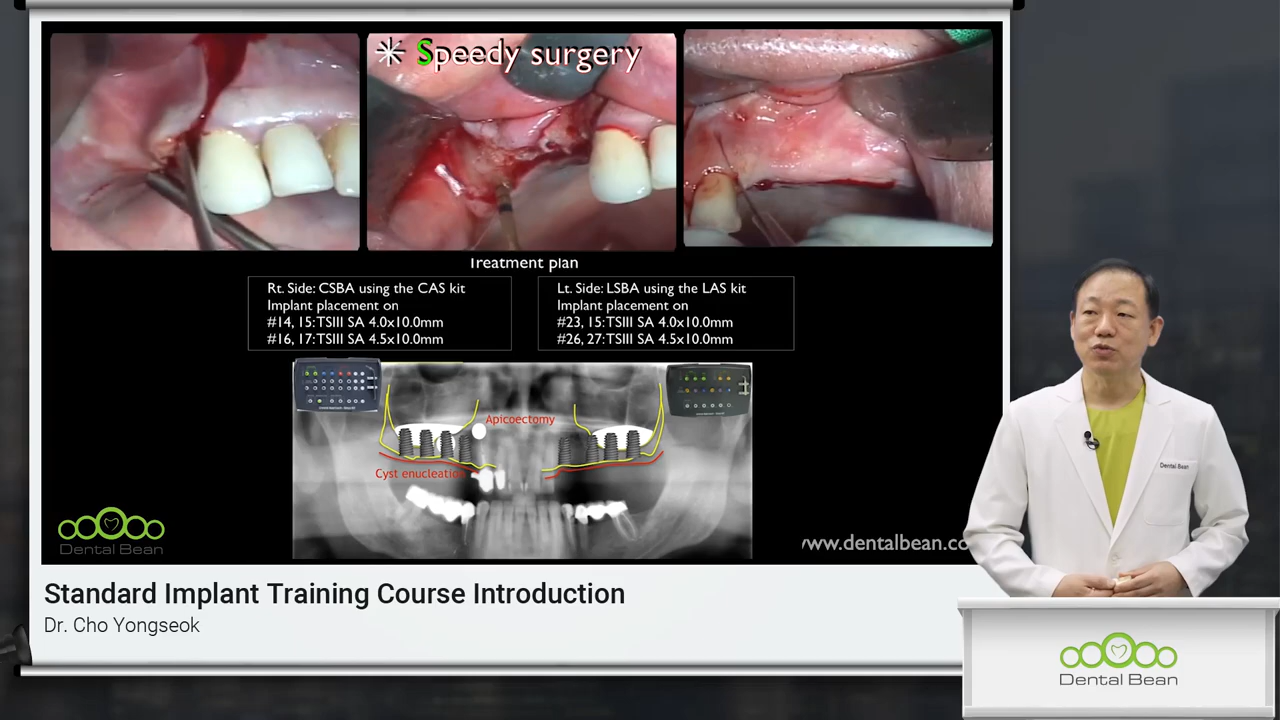 ✳ Speedy surgery
Treatment plan
Rt. Side: CSBA using the CAS kit
Implant placement on
#14, 15: TSIII SA 4.0x10.0mm
#16, 17: TSIII SA 4.5x10.0mm
Lt. Side: LSBA using the LAS kit
Implant placement on
#23, 15: TSIII SA 4.0x10.0mm
#26, 27: TSIII SA 4.5x10.0mm
Apicoectomy
Cyst enucleation
Dental Bean
www.dentalbean.co
Standard Implant Training Course Introduction
Dr. Cho Yongseok
Dental Bean
Dental Bean